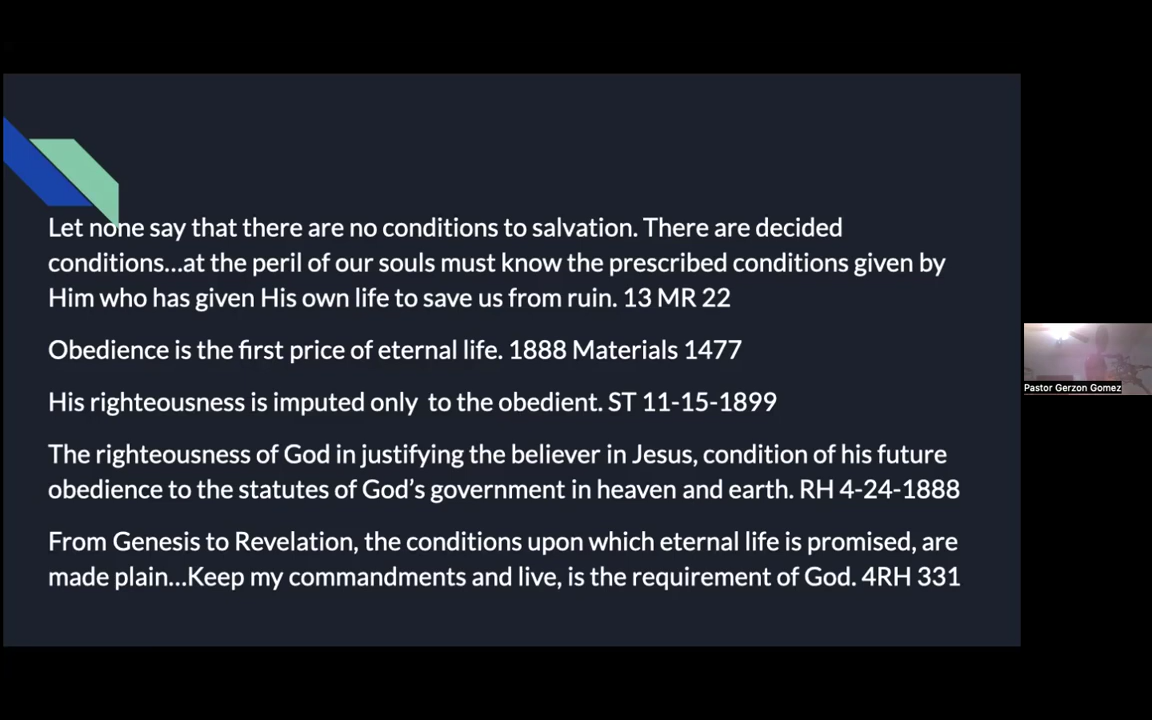 Let none say that there are no conditions to salvation. There are decided
conditions...at the peril of our souls must know the prescribed conditions given by
Him who has given His own life to save us from ruin. 13 MR 22
Obedience is the first price of eternal life. 1888 Materials 1477
His righteousness is imputed only  to the obedient. ST 11-15-1899
The righteousness of God in justifying the believer in Jesus, condition of his future
obedience to the statutes of God’s government in heaven and earth. RH 4-24-1888
From Genesis to Revelation, the conditions upon which eternal life is promised, are
made plain...Keep my commandments and live, is the requirement of God. 4RH 331
Pastor Gerzon Gomez